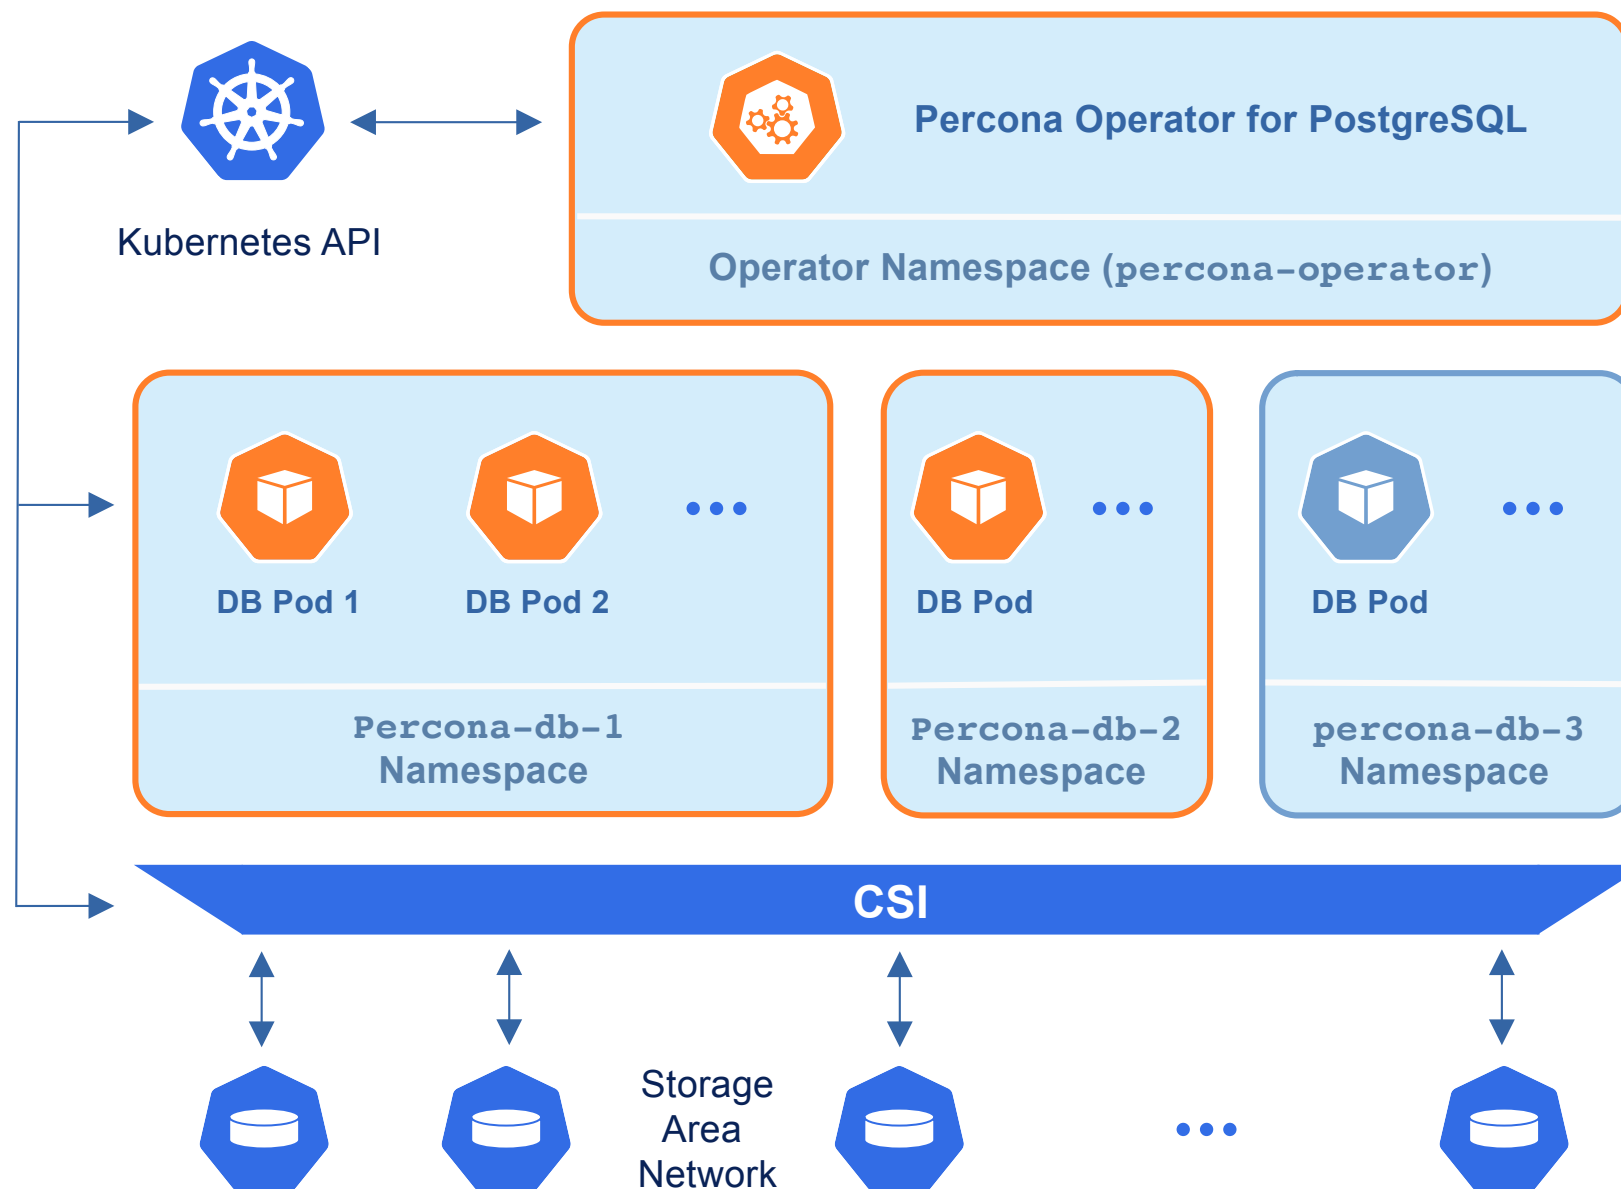 Percona Operator for PostgreSQL
Kubernetes API
Operator Namespace (percona-operator)
DB Pod 1
DB Pod 2
DB Pod
DB Pod
Percona-db-1
Namespace
Percona-db-2
Namespace
percona-db-3
Namespace
CSI
Storage
Area
Network